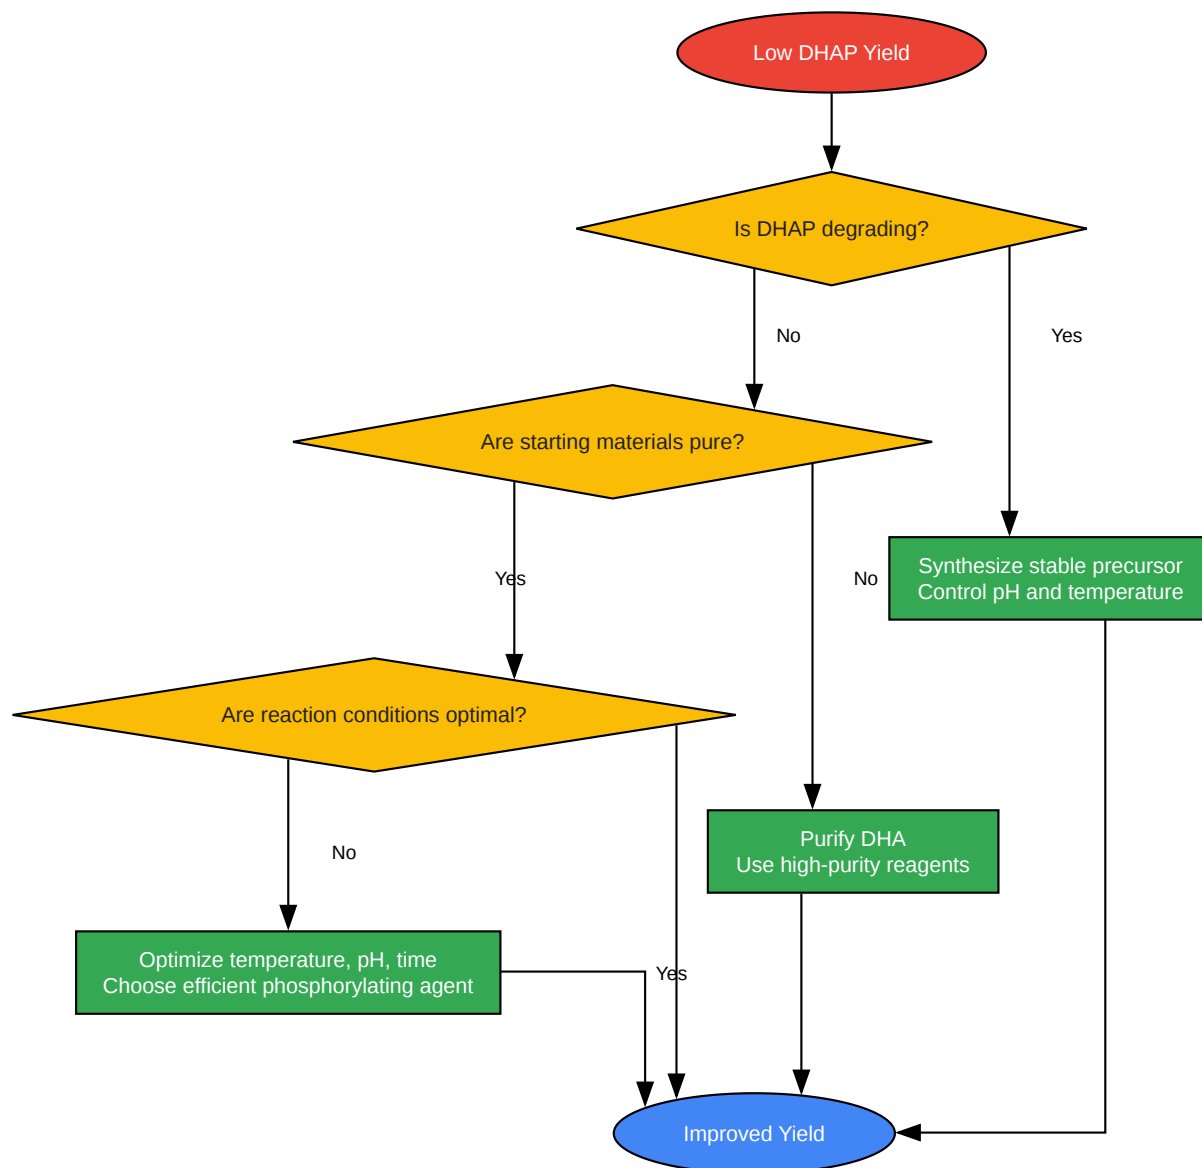 Low DHAP Yield
Is DHAP degrading?
No
Yes
Are starting materials pure?
Yes
No
Synthesize stable precursor
Control pH and temperature
Are reaction conditions optimal?
No
Purify DHA
Use high-purity reagents
Optimize temperature, pH, time
Choose efficient phosphorylating agent
Yes
Improved Yield